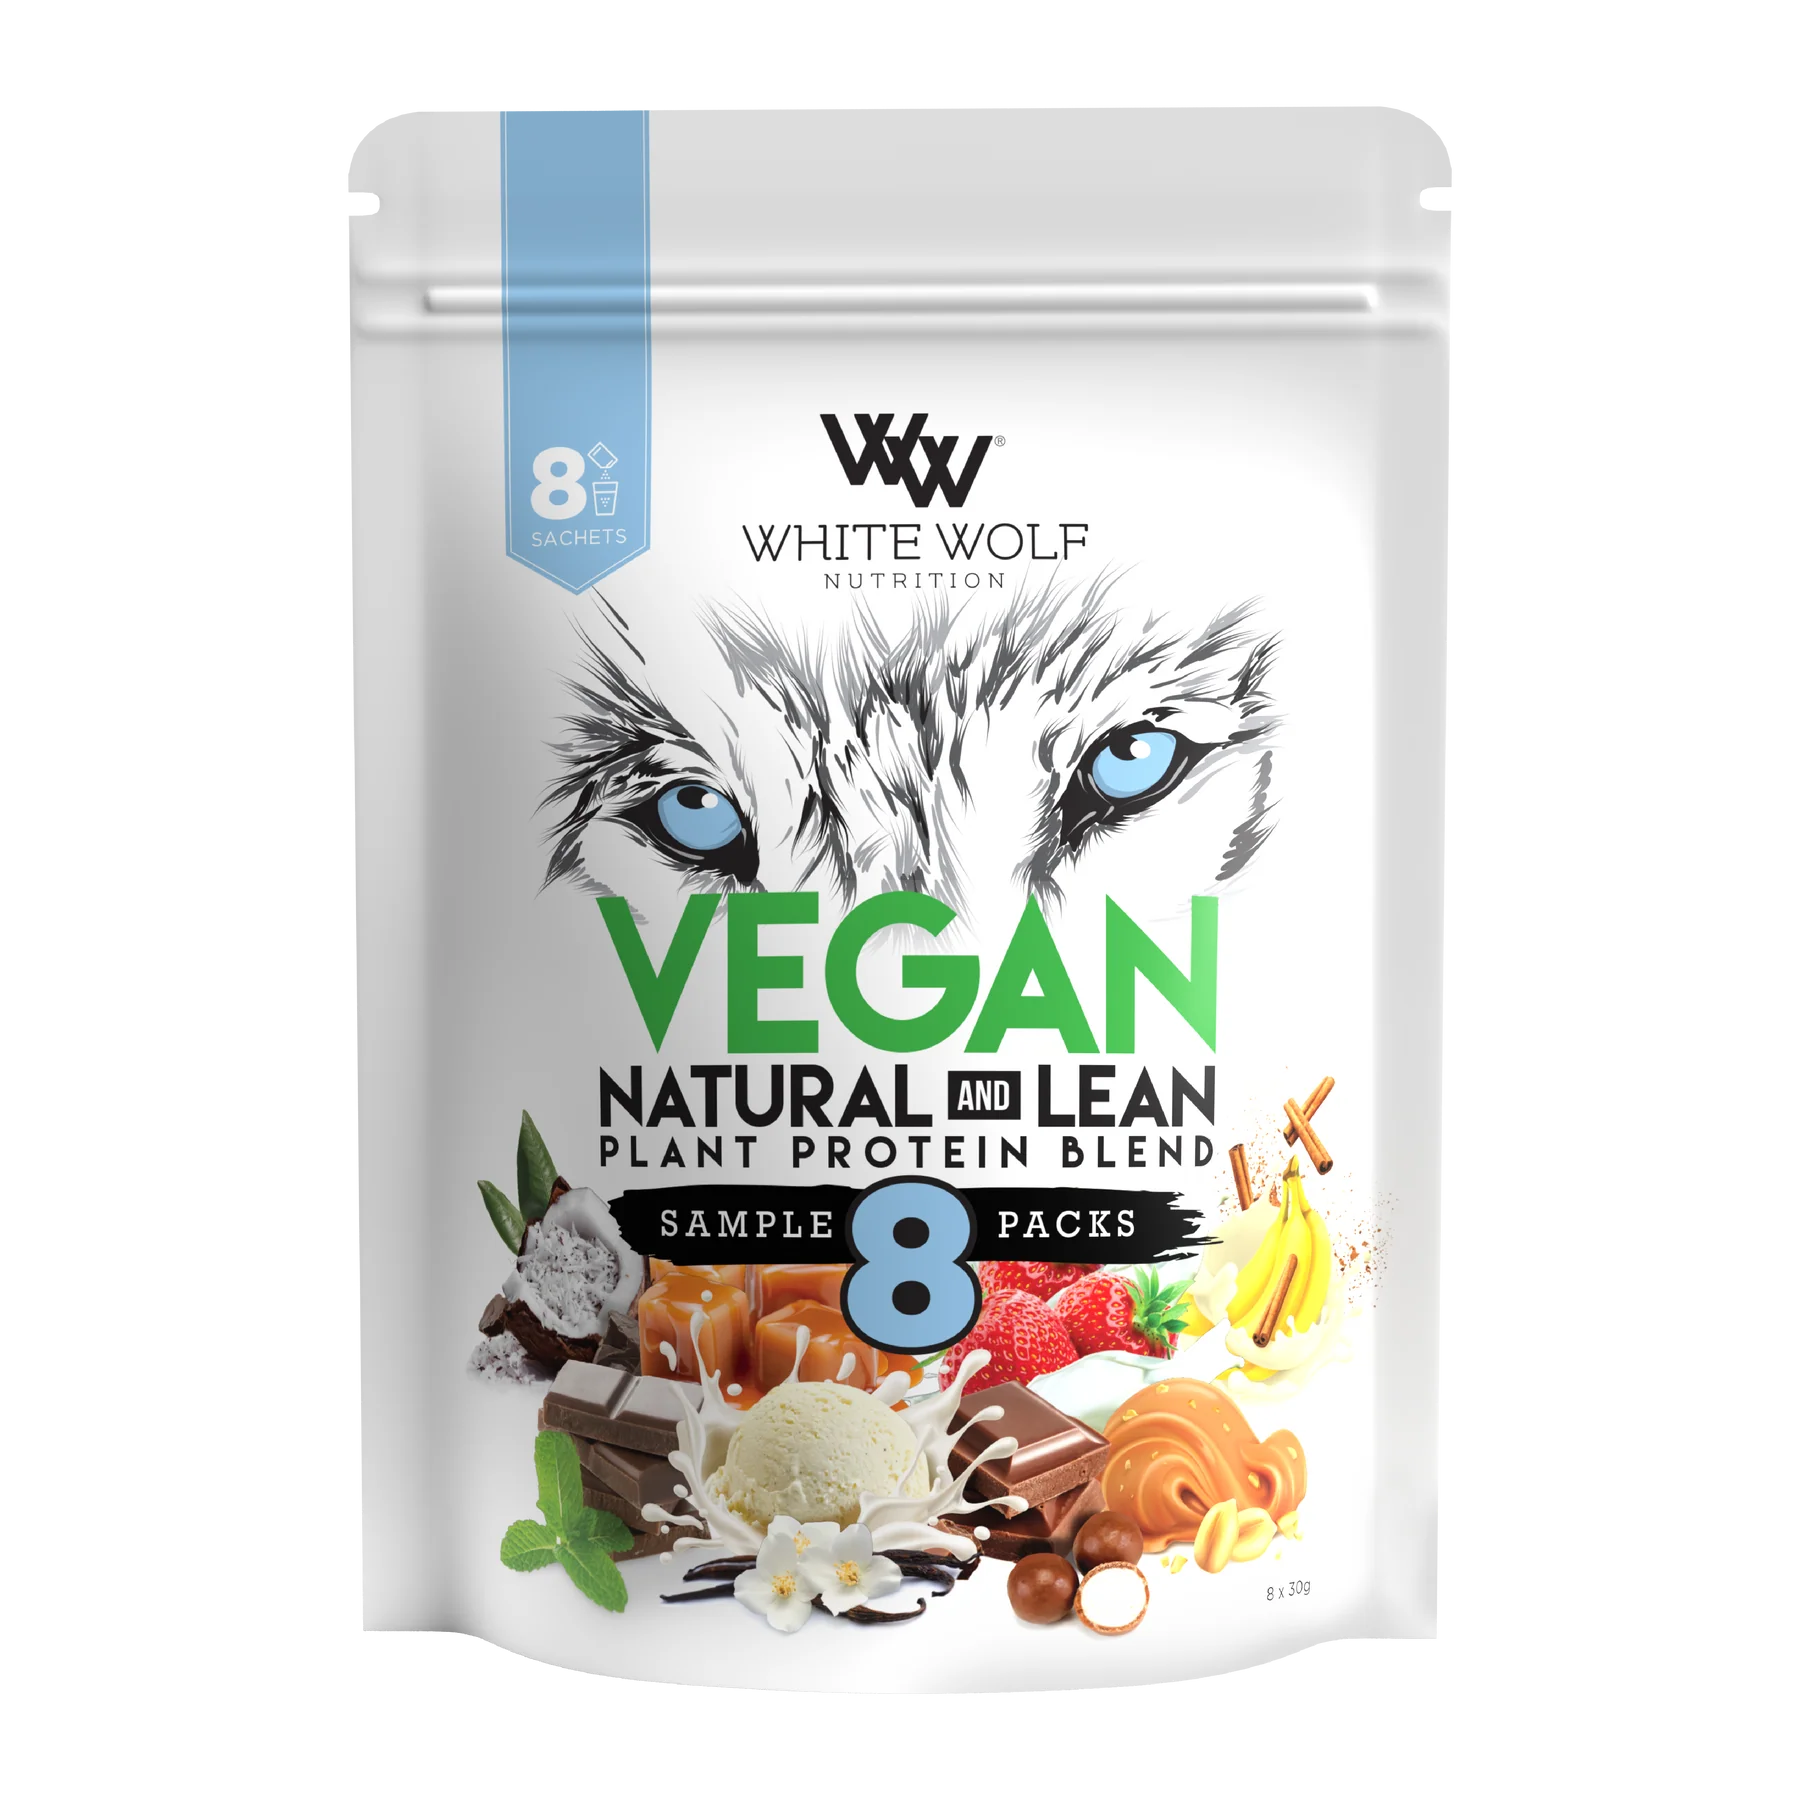 8
SACHETS
WW®
WHITE WOLF
NUTRITION
VEGAN
NATURAL AND LEAN
PLANT PROTEIN BLEND
SAMPLE 8 PACKS
8 x 30g